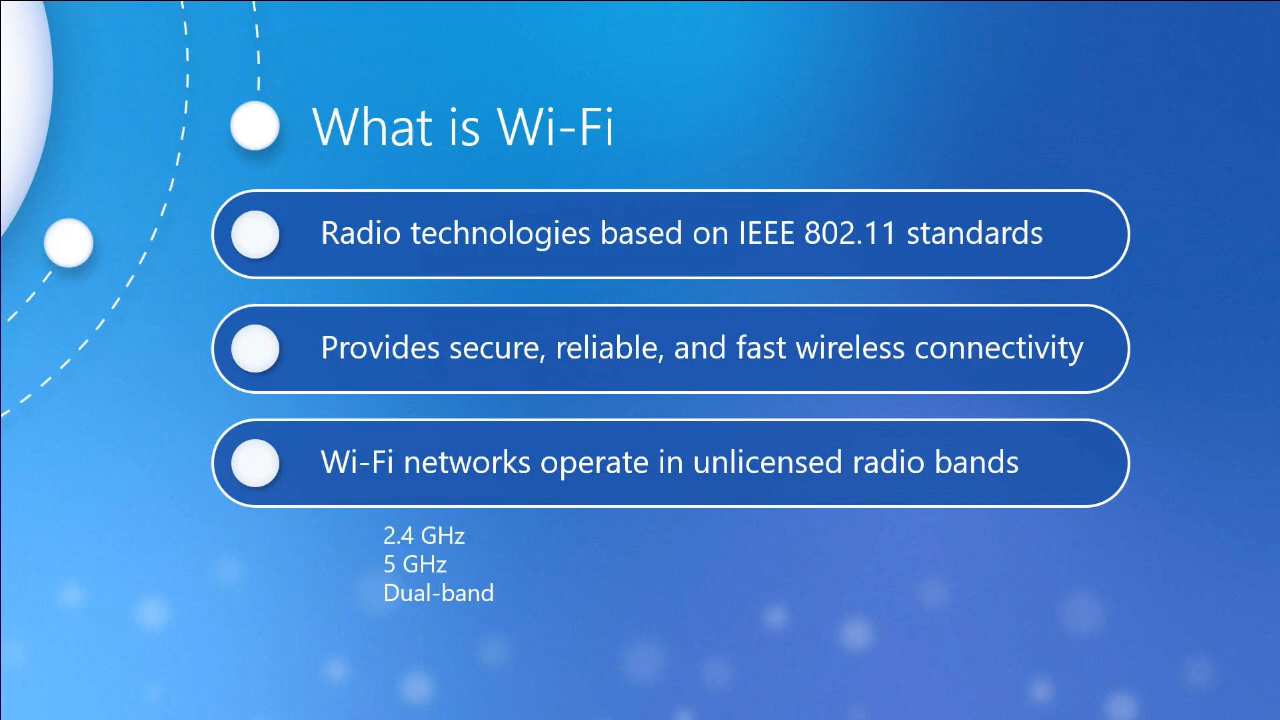 What is Wi-Fi
Radio technologies based on IEEE 802.11 standards
Provides secure, reliable, and fast wireless connectivity
Wi-Fi networks operate in unlicensed radio bands
2.4 GHz
5 GHz
Dual-band